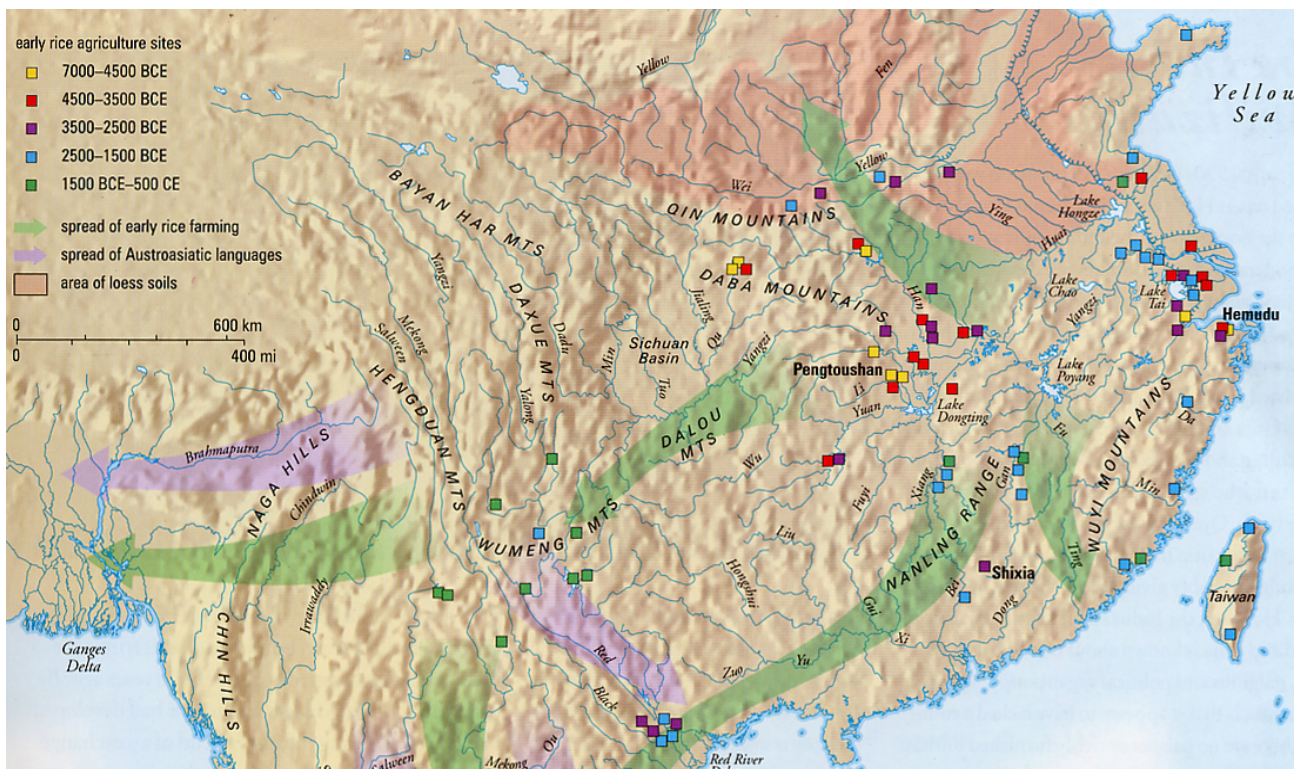 early rice agriculture sites
7000–4500 BCE
4500–3500 BCE
3500–2500 BCE
2500–1500 BCE
1500 BCE–500 CE
spread of early rice farming
spread of Austroasiatic languages
area of loess soils
0 600 km
0 400 mi
Yellow
Fen
Yellow
Sea
Yellow
Wei
QIN MOUNTAINS
Ying
Lake
Hongze
Huai
BAYAN HAR MTS
Yangzi
DAXUE MTS
Dadu
Mekong
Salween
HENGDUAN MTS
Yalong
Min
Sichuan
Basin
Tuo
Jialing
Qu
DABA MOUNTAINS
Yangzi
Han
Lake
Chao
Yangzi
Lake
Tai
Hemudu
Pengtoushan
Li
Yuan
Lake
Dongting
Lake
Poyang
DALOU
MTS
Wu
Fuyi
Xiang
Gan
Fu
WUYI MOUNTAINS
Da
Min
Ting
Brahmaputra
NAGA HILLS
Chindwin
Irrawaddy
CHIN HILLS
Ganges
Delta
WUMENG MTS
Liu
Hongshui
NANLING RANGE
Gui
Bei
Shixia
Dong
Xi
Yu
Zuo
Taiwan
Red
Black
Ou
Mekong
Salween
Red River